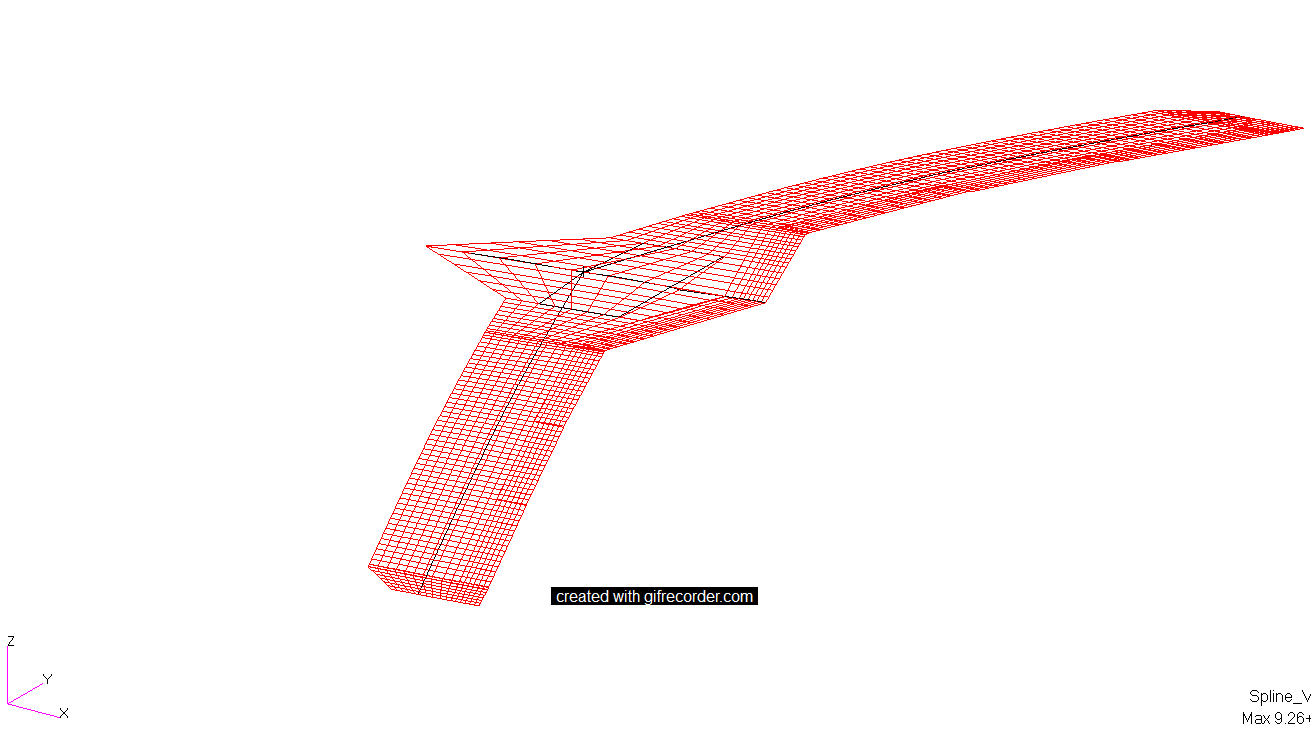 created with gifrecorder.com
Z
Y
X
Spline_V
Max 9.26+